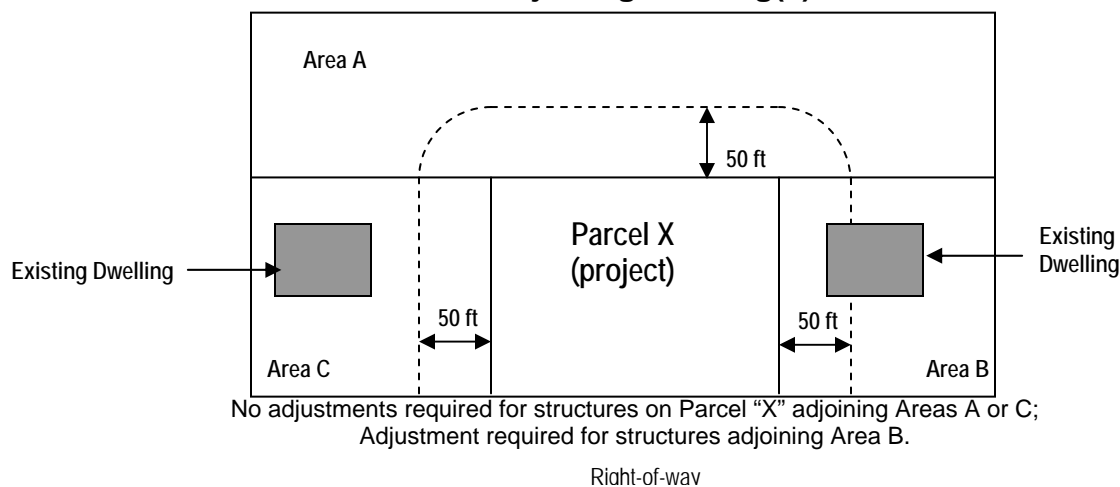 Area A
50 ft
Parcel X
(project)
Existing Dwelling
Existing
Dwelling
50 ft
50 ft
Area C
Area B
No adjustments required for structures on Parcel “X” adjoining Areas A or C;
Adjustment required for structures adjoining Area B.
Right-of-way